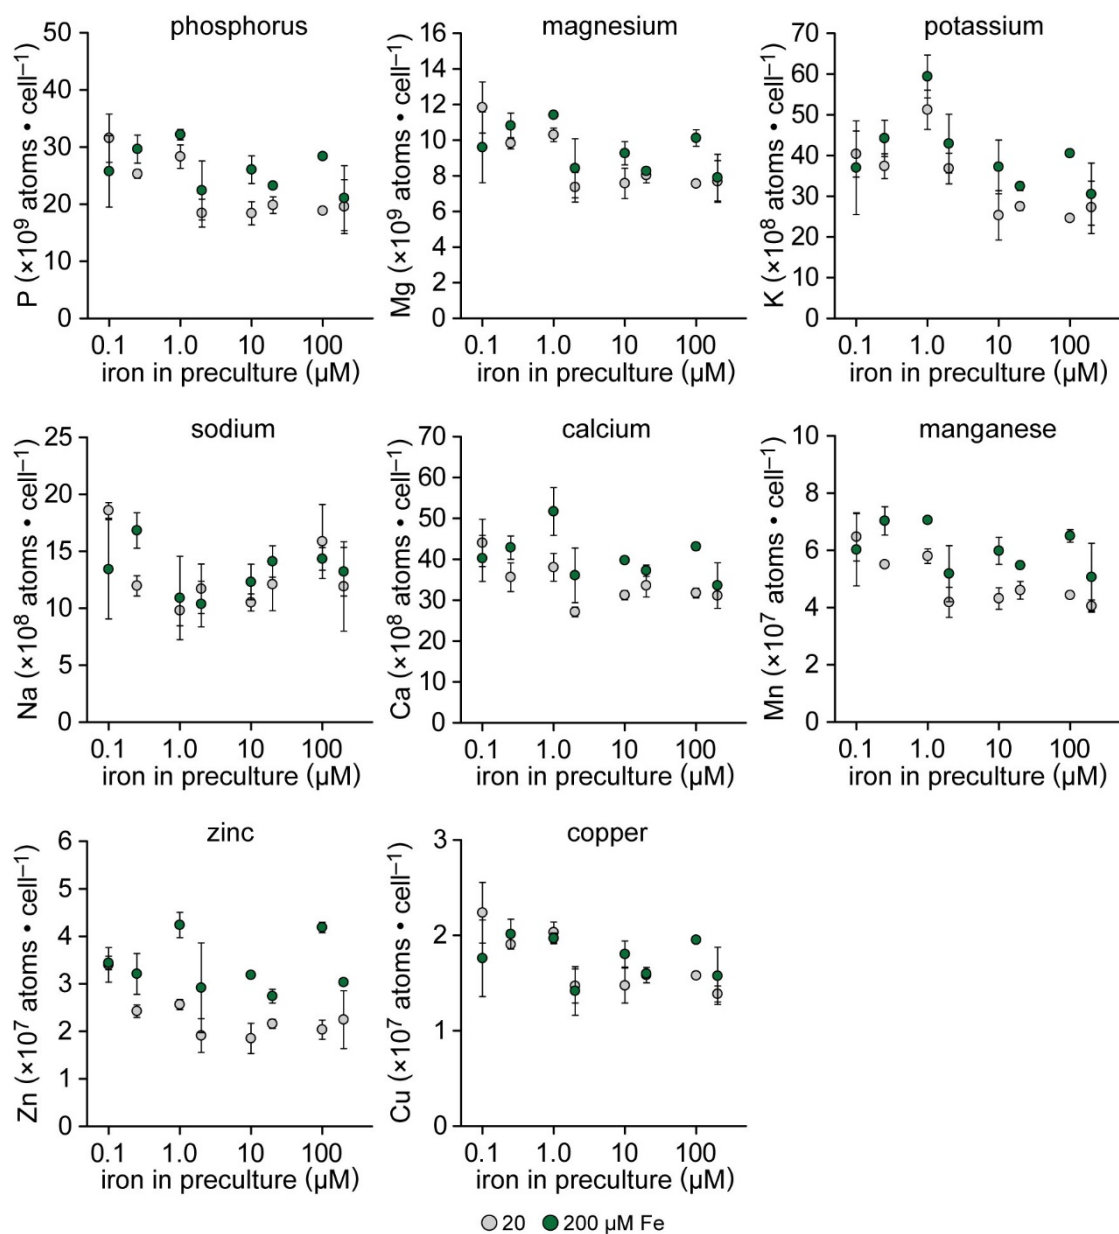 phosphorus
P (×10⁹ atoms • cell⁻¹)
50
40
30
20
10
0
0.1 1.0 10 100
iron in preculture (µM)
magnesium
Mg (×10⁹ atoms • cell⁻¹)
16
14
12
10
8
6
4
2
0
0.1 1.0 10 100
iron in preculture (µM)
potassium
K (×10⁸ atoms • cell⁻¹)
70
60
50
40
30
20
10
0
0.1 1.0 10 100
iron in preculture (µM)
sodium
Na (×10⁸ atoms • cell⁻¹)
25
20
15
10
5
0
0.1 1.0 10 100
iron in preculture (µM)
calcium
Ca (×10⁸ atoms • cell⁻¹)
70
60
50
40
30
20
10
0
0.1 1.0 10 100
iron in preculture (µM)
manganese
Mn (×10⁷ atoms • cell⁻¹)
10
8
6
4
2
0
0.1 1.0 10 100
iron in preculture (µM)
zinc
Zn (×10⁷ atoms • cell⁻¹)
6
5
4
3
2
1
0
0.1 1.0 10 100
iron in preculture (µM)
copper
Cu (×10⁷ atoms • cell⁻¹)
3
2
1
0
0.1 1.0 10 100
iron in preculture (µM)
20 200 µM Fe